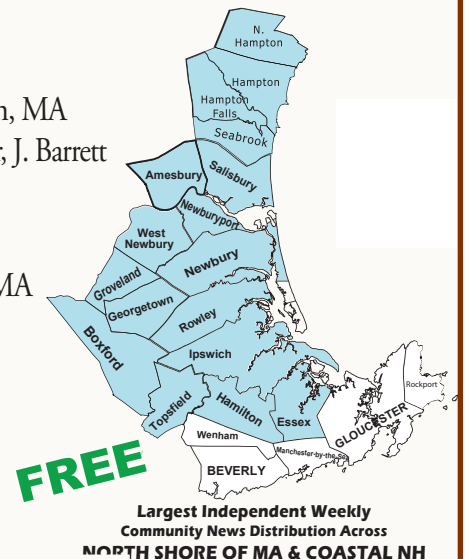 N.
Hampton
Hampton
Hampton
Falls
Seabrook
Amesbury
Salisbury
Newburyport
West
Newbury
Newbury
Groveland
Georgetown
Rowley
Boxford
Ipswich
Topsfield
Hamilton
Essex
GLOUCESTER
Rockport
Wenham
Manchester-by-the-Sea
BEVERLY
MA
J. Barrett
MA
FREE
Largest Independent Weekly
Community News Distribution Across
NORTH SHORE OF MA & COASTAL NH